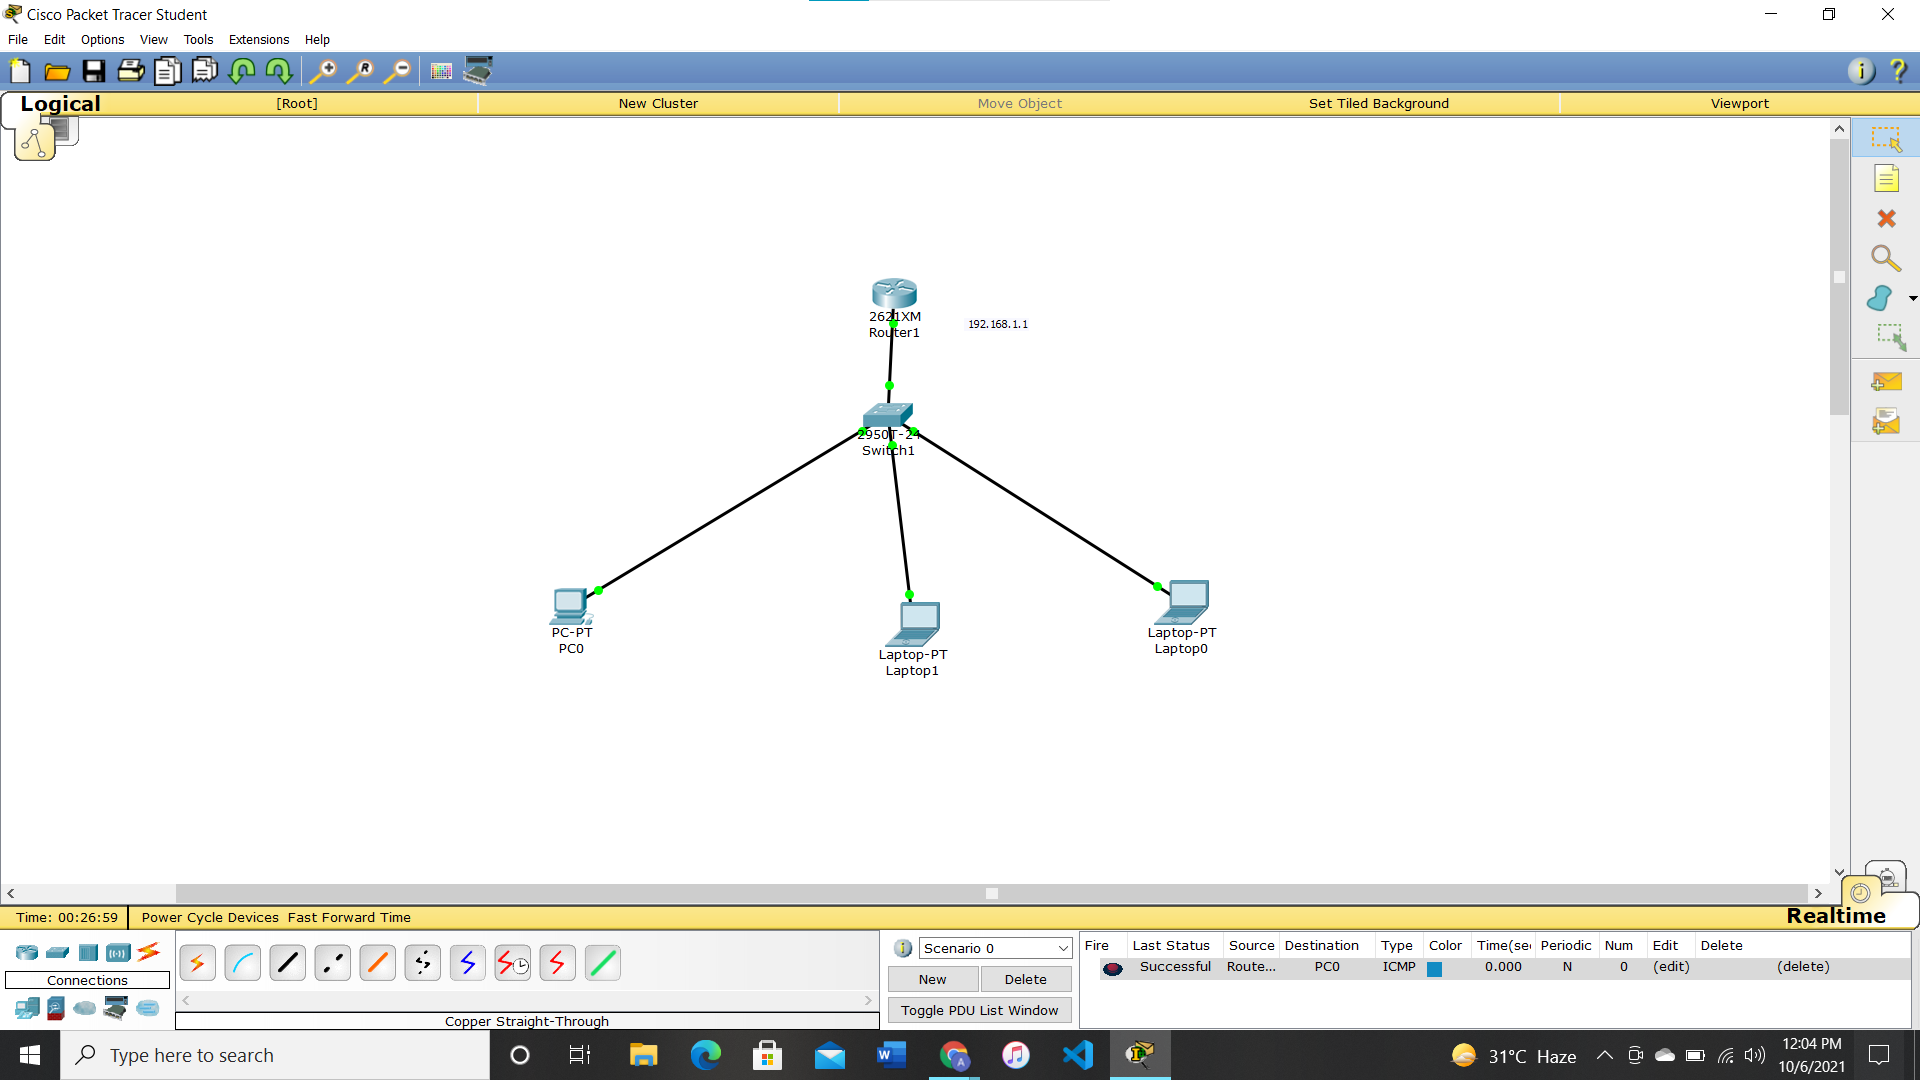 Cisco Packet Tracer Student
File Edit Options View Tools Extensions Help
Logical [Root] New Cluster Move Object Set Tiled Background Viewport
2621XM
Router1
192.168.1.1
2950T-24
Switch1
PC-PT
PC0
Laptop-PT
Laptop1
Laptop-PT
Laptop0
Time: 00:26:59 Power Cycle Devices Fast Forward Time
Realtime
Connections
Copper Straight-Through
Scenario 0
New Delete
Toggle PDU List Window
Fire Last Status Source Destination Type Color Time(sec Periodic Num Edit Delete
Successful Route... PC0 ICMP 0.000 N 0 (edit) (delete)
Type here to search
31°C Haze
12:04 PM
10/6/2021